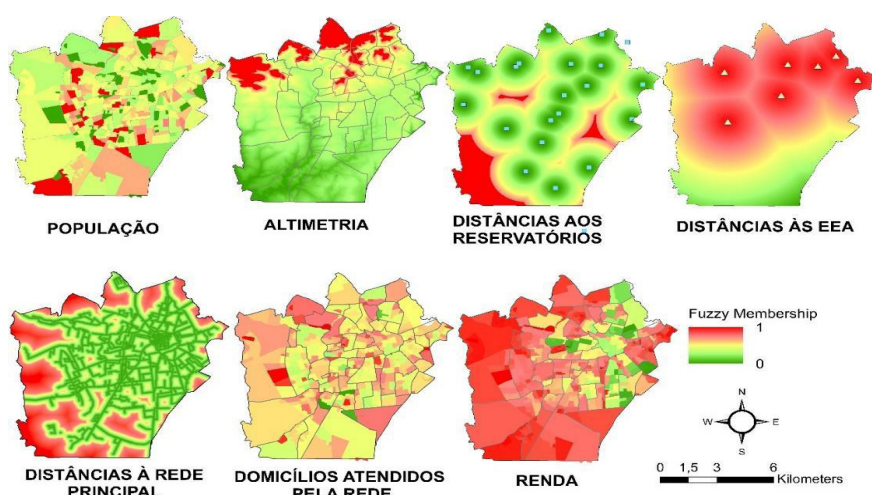 POPULAÇÃO
ALTIMETRIA
DISTÂNCIAS AOS
RESERVATÓRIOS
DISTÂNCIAS ÀS EEA
DISTÂNCIAS À REDE
PRINCIPAL
DOMICÍLIOS ATENDIDOS
PELA REDE
RENDA
Fuzzy Membership
1
0
N
W E
S
0 1,5 3 6
Kilometers